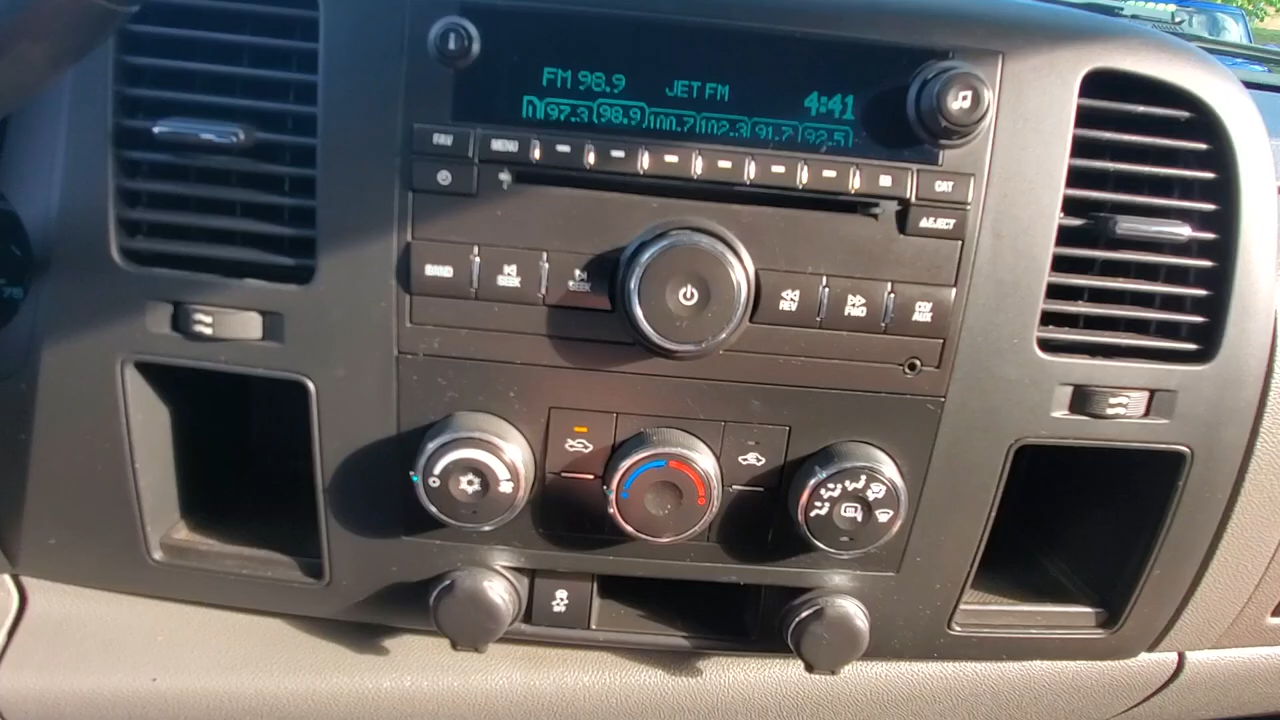 FM 98.9 JET FM 4:41
97.3 98.9 100.7 102.3 91.7 92.5
FAV MENU
CAT
EJECT
BAND SEEK SEEK REV FWD CD/AUX
OFF